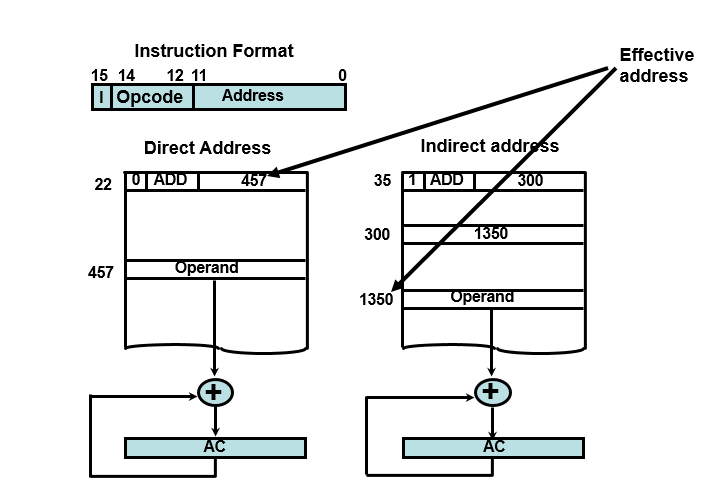 Instruction Format
Effective
address
15 14 12 11 0
I Opcode Address
Direct Address
Indirect address
22 0 ADD 457
35 1 ADD 300
300 1350
457 Operand
1350 Operand
+
+
AC
AC